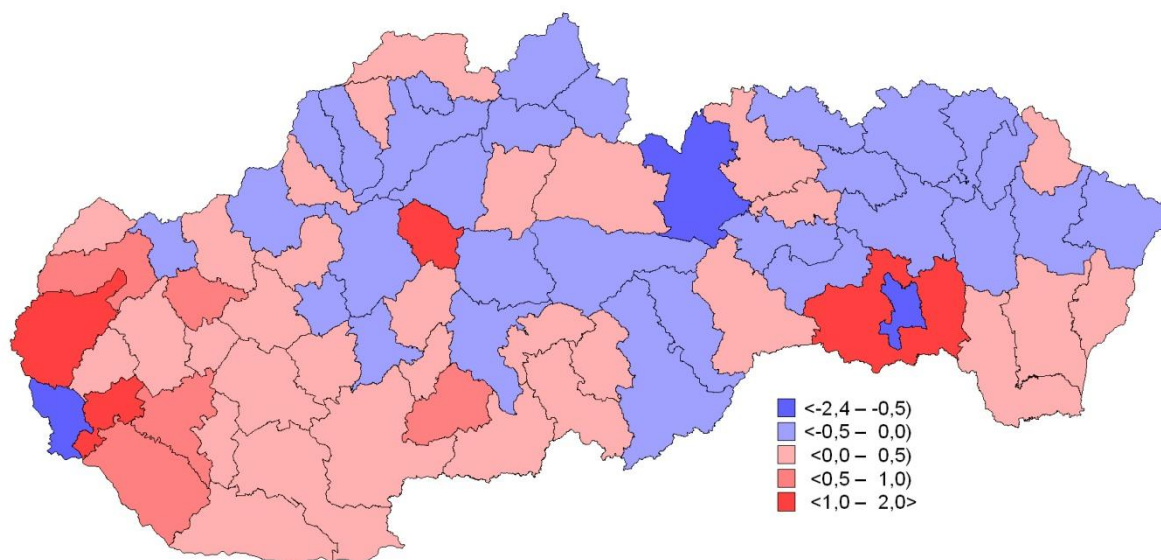 <-2,4 – -0,5)
<-0,5 – 0,0)
<0,0 – 0,5)
<0,5 – 1,0)
<1,0 – 2,0>